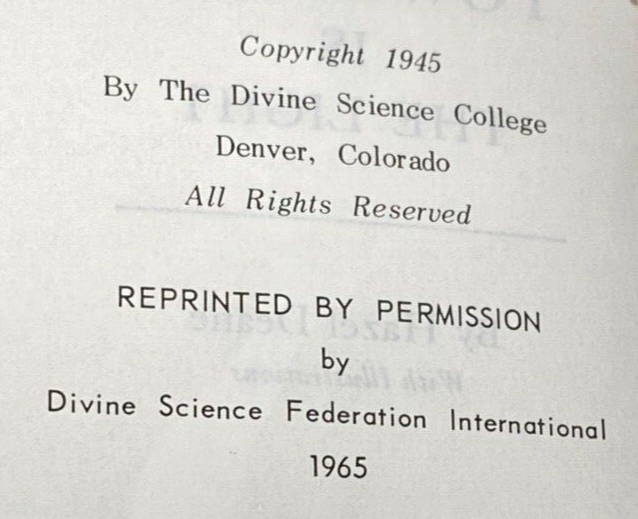 Copyright 1945
By The Divine Science College
Denver, Colorado
All Rights Reserved
REPRINTED BY PERMISSION
by
Divine Science Federation International
1965